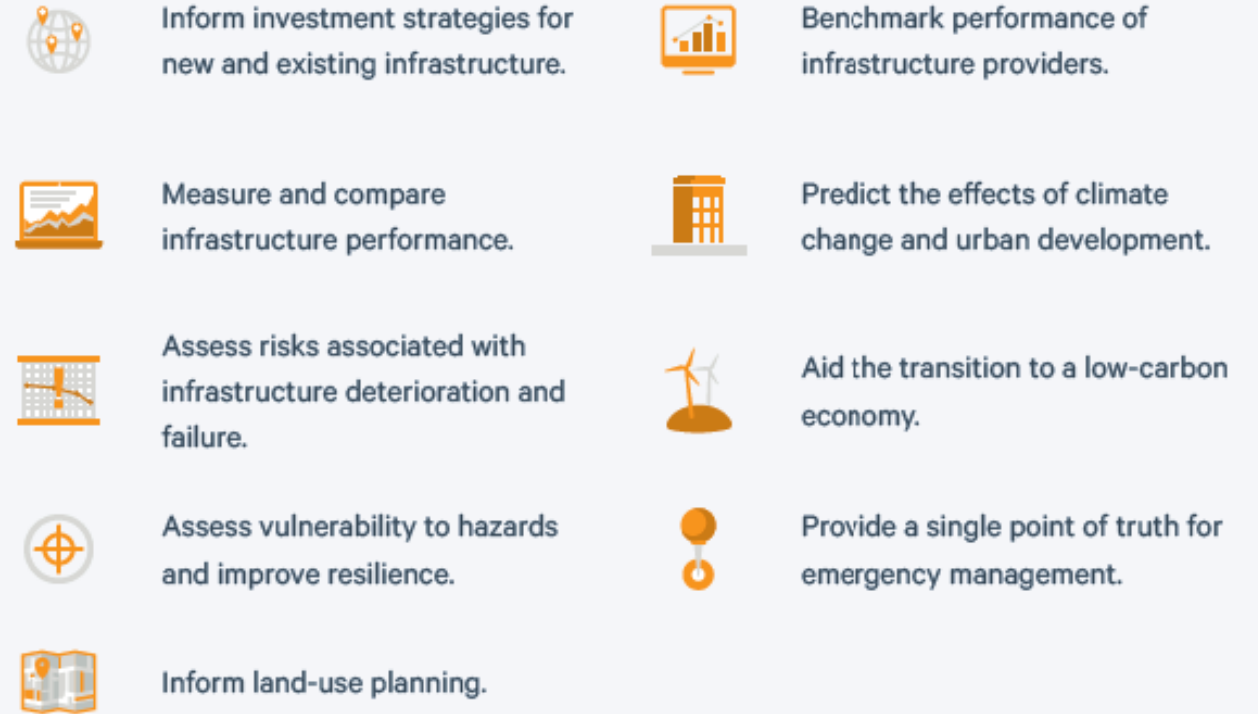 Inform investment strategies for
new and existing infrastructure.
Benchmark performance of
infrastructure providers.
Measure and compare
infrastructure performance.
Predict the effects of climate
change and urban development.
Assess risks associated with
infrastructure deterioration and
failure.
Aid the transition to a low-carbon
economy.
Assess vulnerability to hazards
and improve resilience.
Provide a single point of truth for
emergency management.
Inform land-use planning.